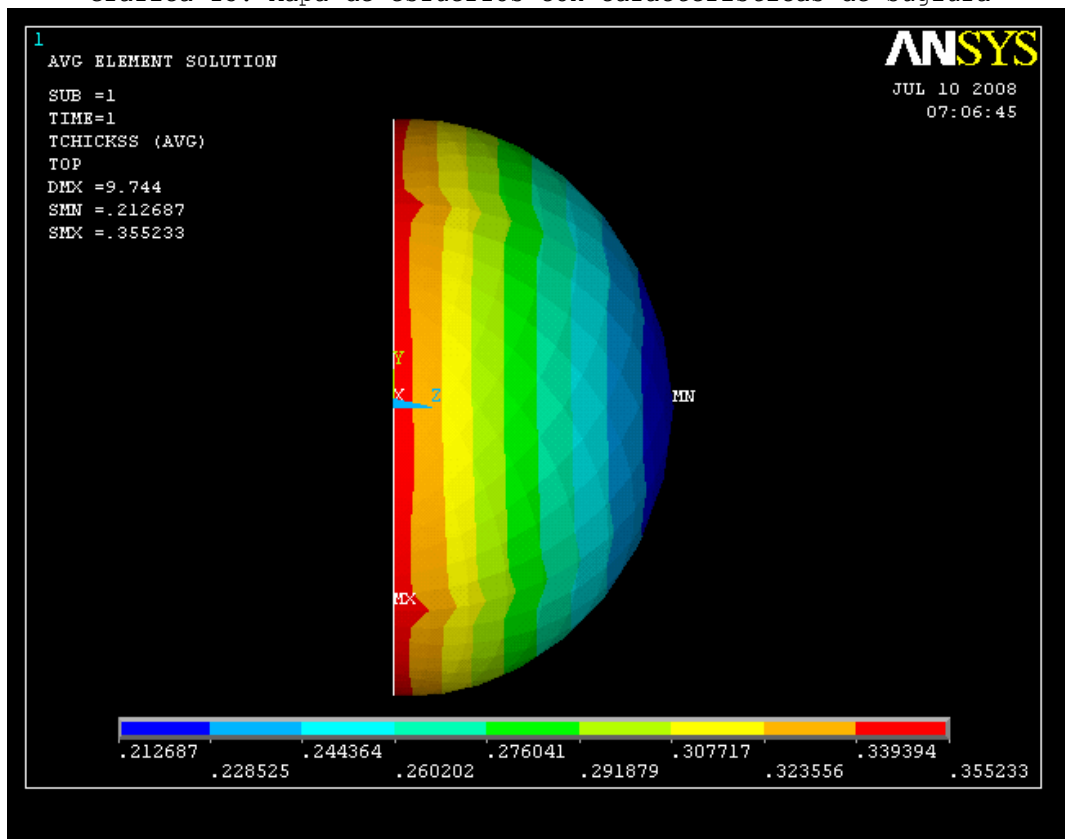 1
AVG ELEMENT SOLUTION
SUB =1
TIME=1
TCHICKSS (AVG)
TOP
DMX =9.744
SMN =.212687
SMX =.355233
ANSYS
JUL 10 2008
07:06:45
Y
X Z
MN
MX
.212687 .244364 .276041 .307717 .339394
.228525 .260202 .291879 .323556 .355233